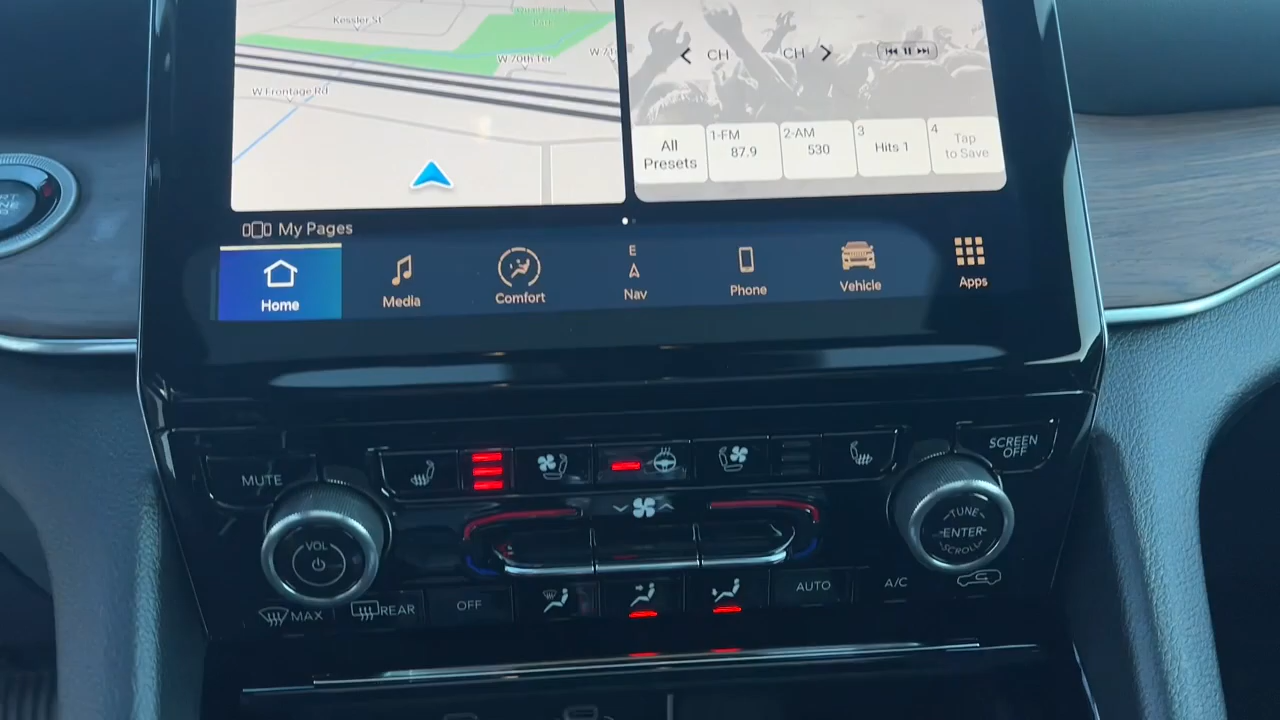 Kessler St
W 70th Ter
W 71
W Frontage Rd
CH
CH
All
Presets
1-FM
87.9
2-AM
530
3
Hits 1
4
Tap
to Save
My Pages
Home
Media
Comfort
E
Nav
Phone
Vehicle
Apps
MUTE
SCREEN
OFF
VOL
TUNE
ENTER
SCROLL
MAX
REAR
OFF
AUTO
A/C